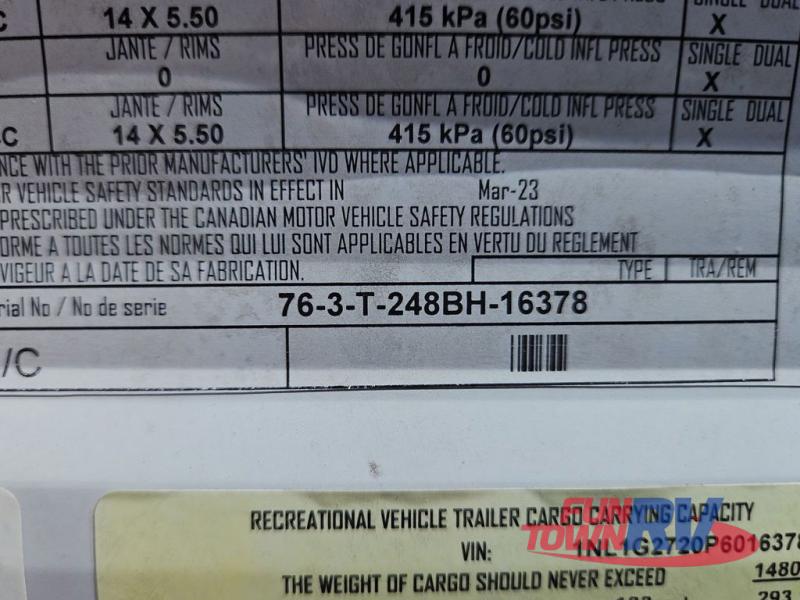 C 14 X 5.50 415 kPa (60psi) X
JANTE / RIMS PRESS DE GONFL A FROID/COLD INFL PRESS SINGLE DUAL
0 0 X
JANTE / RIMS PRESS DE GONFL A FROID/COLD INFL PRESS SINGLE DUAL
C 14 X 5.50 415 kPa (60psi) X
NCE WITH THE PRIOR MANUFACTURERS' IVD WHERE APPLICABLE.
R VEHICLE SAFETY STANDARDS IN EFFECT IN Mar-23
PRESCRIBED UNDER THE CANADIAN MOTOR VEHICLE SAFETY REGULATIONS
ORME A TOUTES LES NORMES QUI LUI SONT APPLICABLES EN VERTU DU REGLEMENT
VIGEUR A LA DATE DE SA FABRICATION. TYPE TRA/REM
rial No / No de serie 76-3-T-248BH-16378
/C
RECREATIONAL VEHICLE TRAILER CARGO CARRYING CAPACITY
FUN TOWN RV
VIN: 1NL1G2720P6016378
THE WEIGHT OF CARGO SHOULD NEVER EXCEED 1480
293